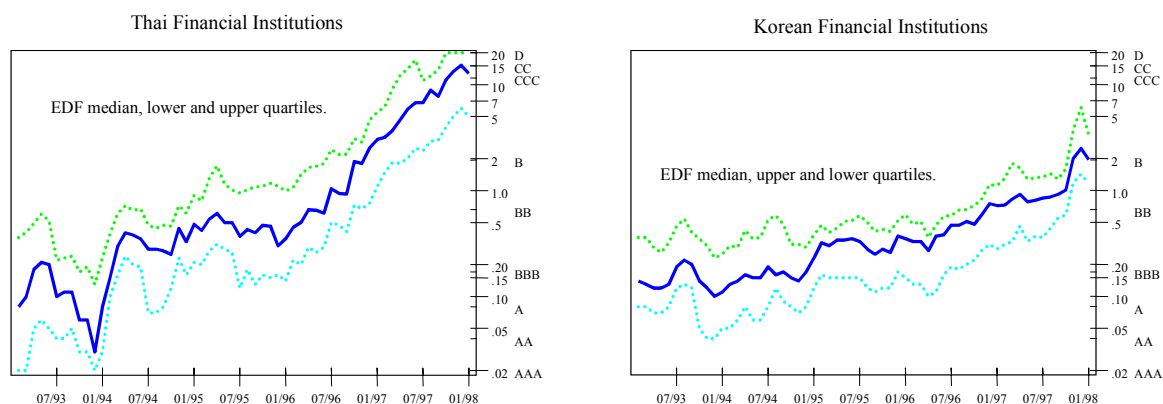 Thai Financial Institutions
EDF median, lower and upper quartiles.
20 D
15 CC
10 CCC
7
5
2 B
1.0
.5 BB
.20
.15 BBB
.10
A
.05
AA
.02 AAA
07/93 01/94 07/94 01/95 07/95 01/96 07/96 01/97 07/97 01/98
Korean Financial Institutions
EDF median, upper and lower quartiles.
20 D
15 CC
10 CCC
7
5
2 B
1.0
.5 BB
.20
.15 BBB
.10
A
.05
AA
.02 AAA
07/93 01/94 07/94 01/95 07/95 01/96 07/96 01/97 07/97 01/98